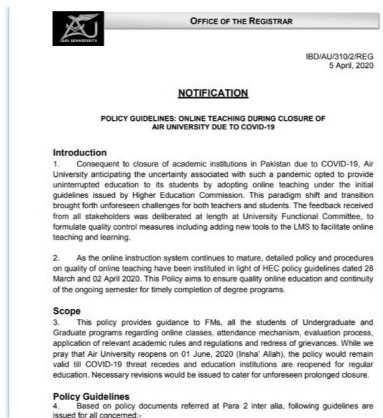 OFFICE OF THE REGISTRAR
AIR UNIVERSITY
IBD/AU/310/2/REG
5 April, 2020
NOTIFICATION
POLICY GUIDELINES: ONLINE TEACHING DURING CLOSURE OF
AIR UNIVERSITY DUE TO COVID-19
Introduction
1. Consequent to closure of academic institutions in Pakistan due to COVID-19, Air
University anticipating the uncertainty associated with such a pandemic opted to provide
uninterrupted education to its students by adopting online teaching under the initial
guidelines issued by Higher Education Commission. This paradigm shift and transition
brought forth unforeseen challenges for both teachers and students. The feedback received
from all stakeholders was deliberated at length at University Functional Committee, to
formulate quality control measures including adding new tools to the LMS to facilitate online
teaching and learning.
2. As the online instruction system continues to mature, detailed policy and procedures
on quality of online teaching have been instituted in light of HEC policy guidelines dated 28
March and 02 April 2020. This Policy aims to ensure quality online education and continuity
of the ongoing semester for timely completion of degree programs.
Scope
3. This policy provides guidance to FMs, all the students of Undergraduate and
Graduate programs regarding online classes, attendance mechanism, evaluation process,
application of relevant academic rules and regulations and redress of grievances. While we
pray that Air University reopens on 01 June, 2020 (Insha' Allah), the policy would remain
valid till COVID-19 threat recedes and education institutions are reopened for regular
education. Necessary revisions would be issued to cater for unforeseen prolonged closure.
Policy Guidelines
4. Based on policy documents referred at Para 2 inter alia, following guidelines are
issued for all concerned:-